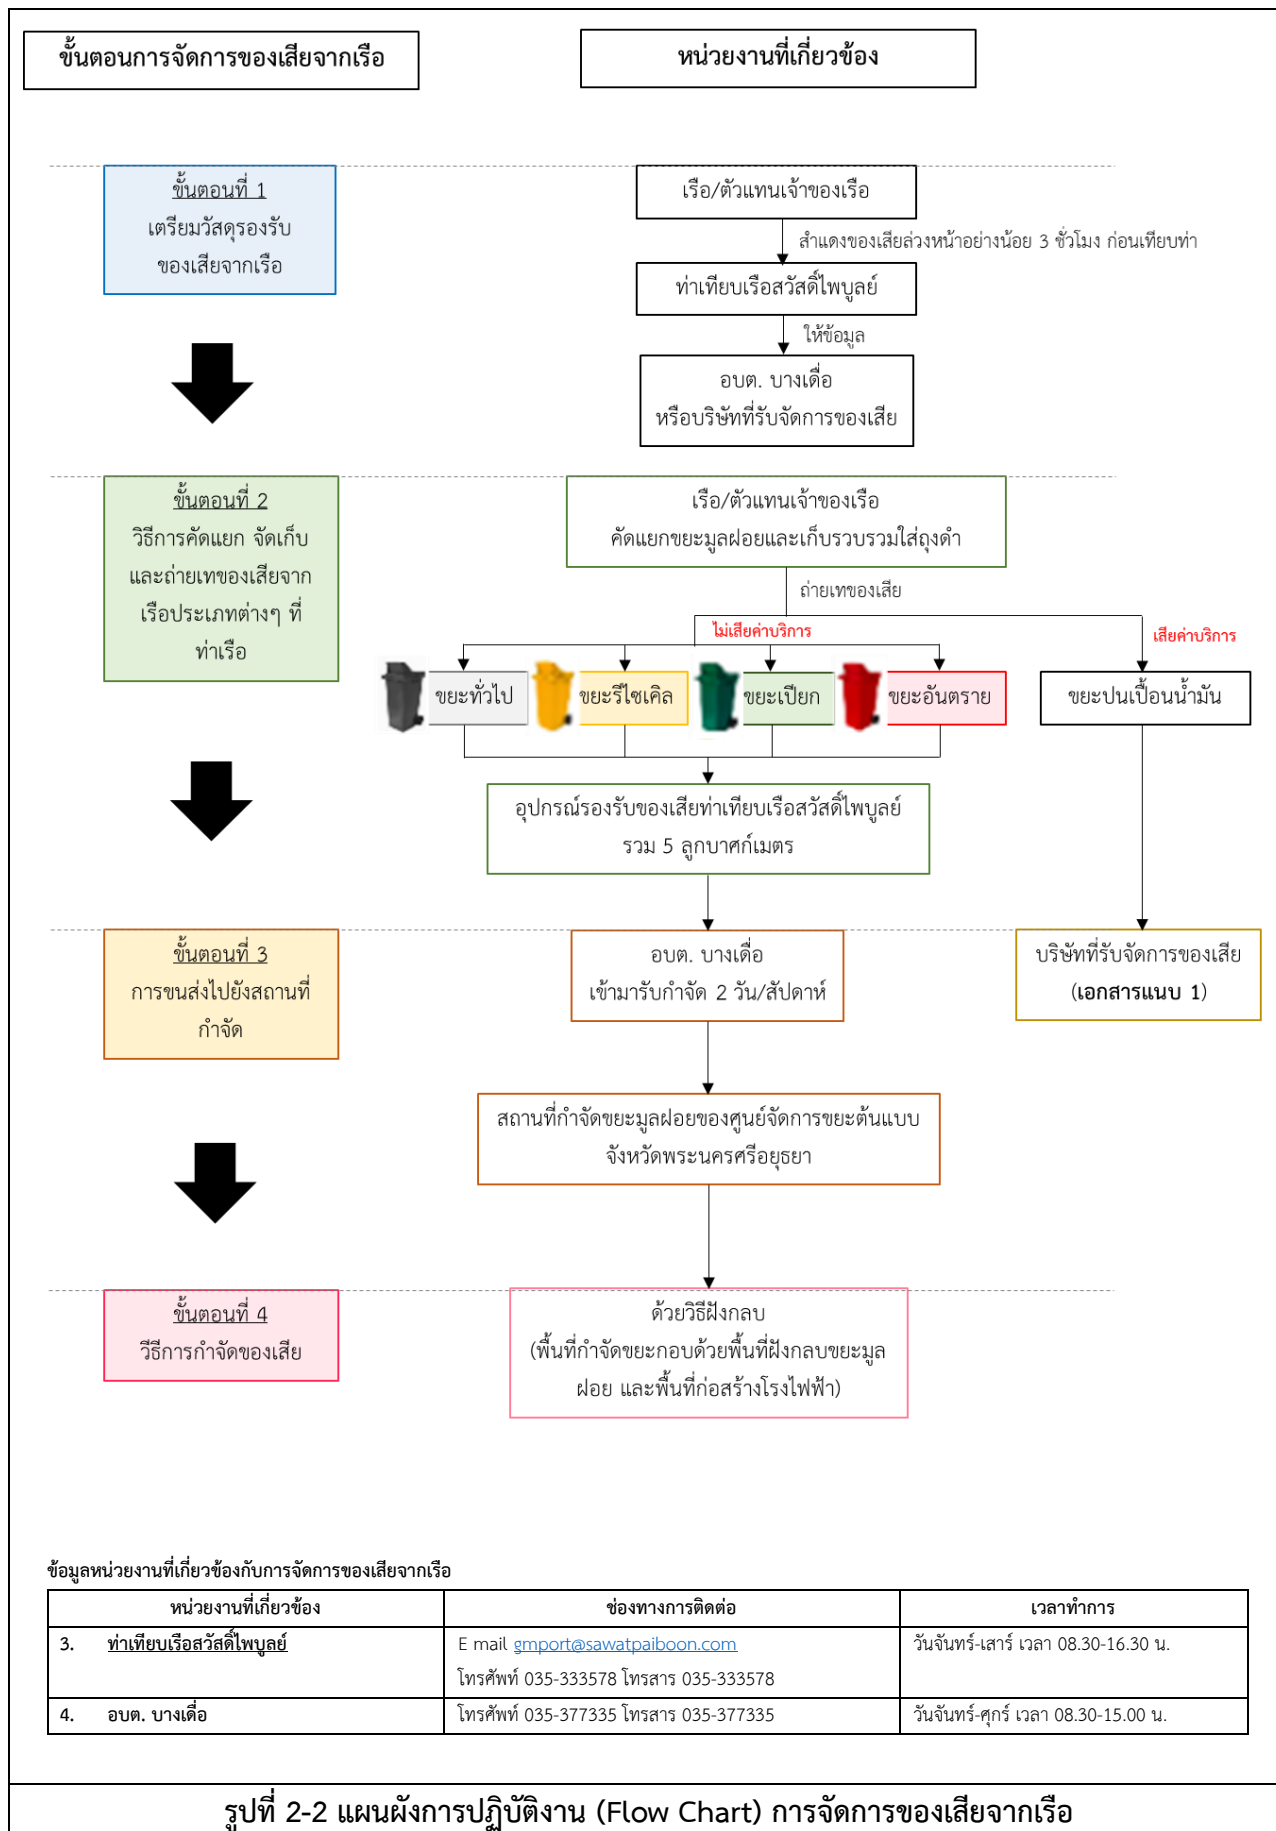 ขั้นตอนการจัดการของเสียจากเรือ
หน่วยงานที่เกี่ยวข้อง
ขั้นตอนที่ 1
เตรียมวัสดุรองรับ
ของเสียจากเรือ
เรือ/ตัวแทนเจ้าของเรือ
สำแดงของเสียล่วงหน้าอย่างน้อย 3 ชั่วโมง ก่อนเทียบท่า
ท่าเทียบเรือสวัสดิ์ไพบูลย์
ให้ข้อมูล
อบต. บางเดื่อ
หรือบริษัทที่รับจัดการของเสีย
ขั้นตอนที่ 2
วิธีการคัดแยก จัดเก็บ
และถ่ายเทของเสียจาก
เรือประเภทต่างๆ ที่
ท่าเรือ
เรือ/ตัวแทนเจ้าของเรือ
คัดแยกขยะมูลฝอยและเก็บรวบรวมใส่ถุงดำ
ถ่ายเทของเสีย
ไม่เสียค่าบริการ
เสียค่าบริการ
ขยะทั่วไป
ขยะรีไซเคิล
ขยะเปียก
ขยะอันตราย
ขยะปนเปื้อนน้ำมัน
อุปกรณ์รองรับของเสียท่าเทียบเรือสวัสดิ์ไพบูลย์
รวม 5 ลูกบาศก์เมตร
ขั้นตอนที่ 3
การขนส่งไปยังสถานที่
กำจัด
อบต. บางเดื่อ
เข้ามารับกำจัด 2 วัน/สัปดาห์
บริษัทที่รับจัดการของเสีย
(เอกสารแนบ 1)
สถานที่กำจัดขยะมูลฝอยของศูนย์จัดการขยะต้นแบบ
จังหวัดพระนครศรีอยุธยา
ขั้นตอนที่ 4
วีธีการกำจัดของเสีย
ด้วยวิธีฝังกลบ
(พื้นที่กำจัดขยะกอบด้วยพื้นที่ฝังกลบขยะมูล
ฝอย และพื้นที่ก่อสร้างโรงไฟฟ้า)
ข้อมูลหน่วยงานที่เกี่ยวข้องกับการจัดการของเสียจากเรือ
หน่วยงานที่เกี่ยวข้อง ช่องทางการติดต่อ เวลาทำการ
3. ท่าเทียบเรือสวัสดิ์ไพบูลย์ E mail gmport@sawatpaiboon.com วันจันทร์-เสาร์ เวลา 08.30-16.30 น.
โทรศัพท์ 035-333578 โทรสาร 035-333578
4. อบต. บางเดื่อ โทรศัพท์ 035-377335 โทรสาร 035-377335 วันจันทร์-ศุกร์ เวลา 08.30-15.00 น.
รูปที่ 2-2 แผนผังการปฏิบัติงาน (Flow Chart) การจัดการของเสียจากเรือ